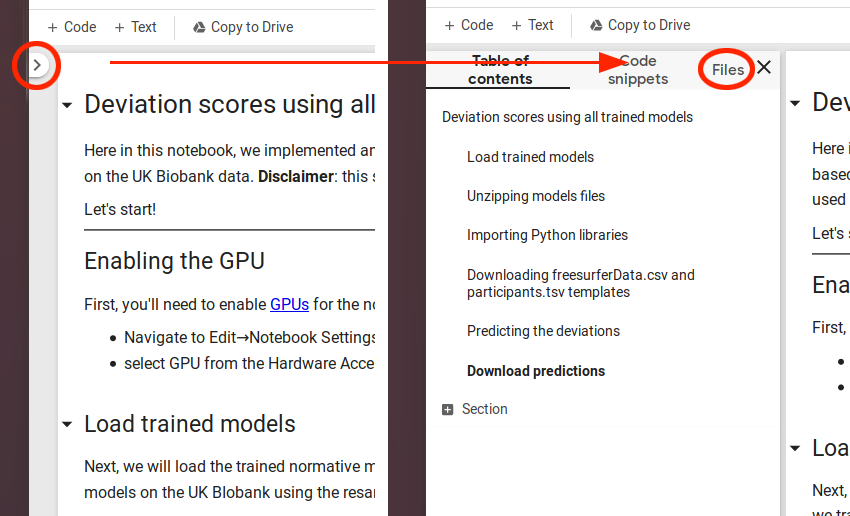 + Code + Text Copy to Drive
Deviation scores using all
Here in this notebook, we implemented an
on the UK Biobank data. Disclaimer: this s
Let's start!
Enabling the GPU
First, you'll need to enable GPUs for the no
Navigate to Edit→Notebook Settings
select GPU from the Hardware Acce
Load trained models
Next, we will load the trained normative m
models on the UK BIobank using the resar
+ Code + Text Copy to Drive
Table of
contents
Code
snippets
Files
Deviation scores using all trained models
Load trained models
Unzipping models files
Importing Python libraries
Downloading freesurferData.csv and
participants.tsv templates
Predicting the deviations
Download predictions
Section
Dev
Here i
based
used
Let's s
Ena
First,
Loa
Next,
we tra